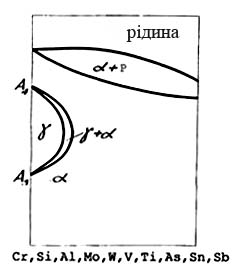 рідина
α+р
A₄
γ
γ+α
A₃
α
Cr,Si,Al,Mo,W,V,Ti,As,Sn,Sb